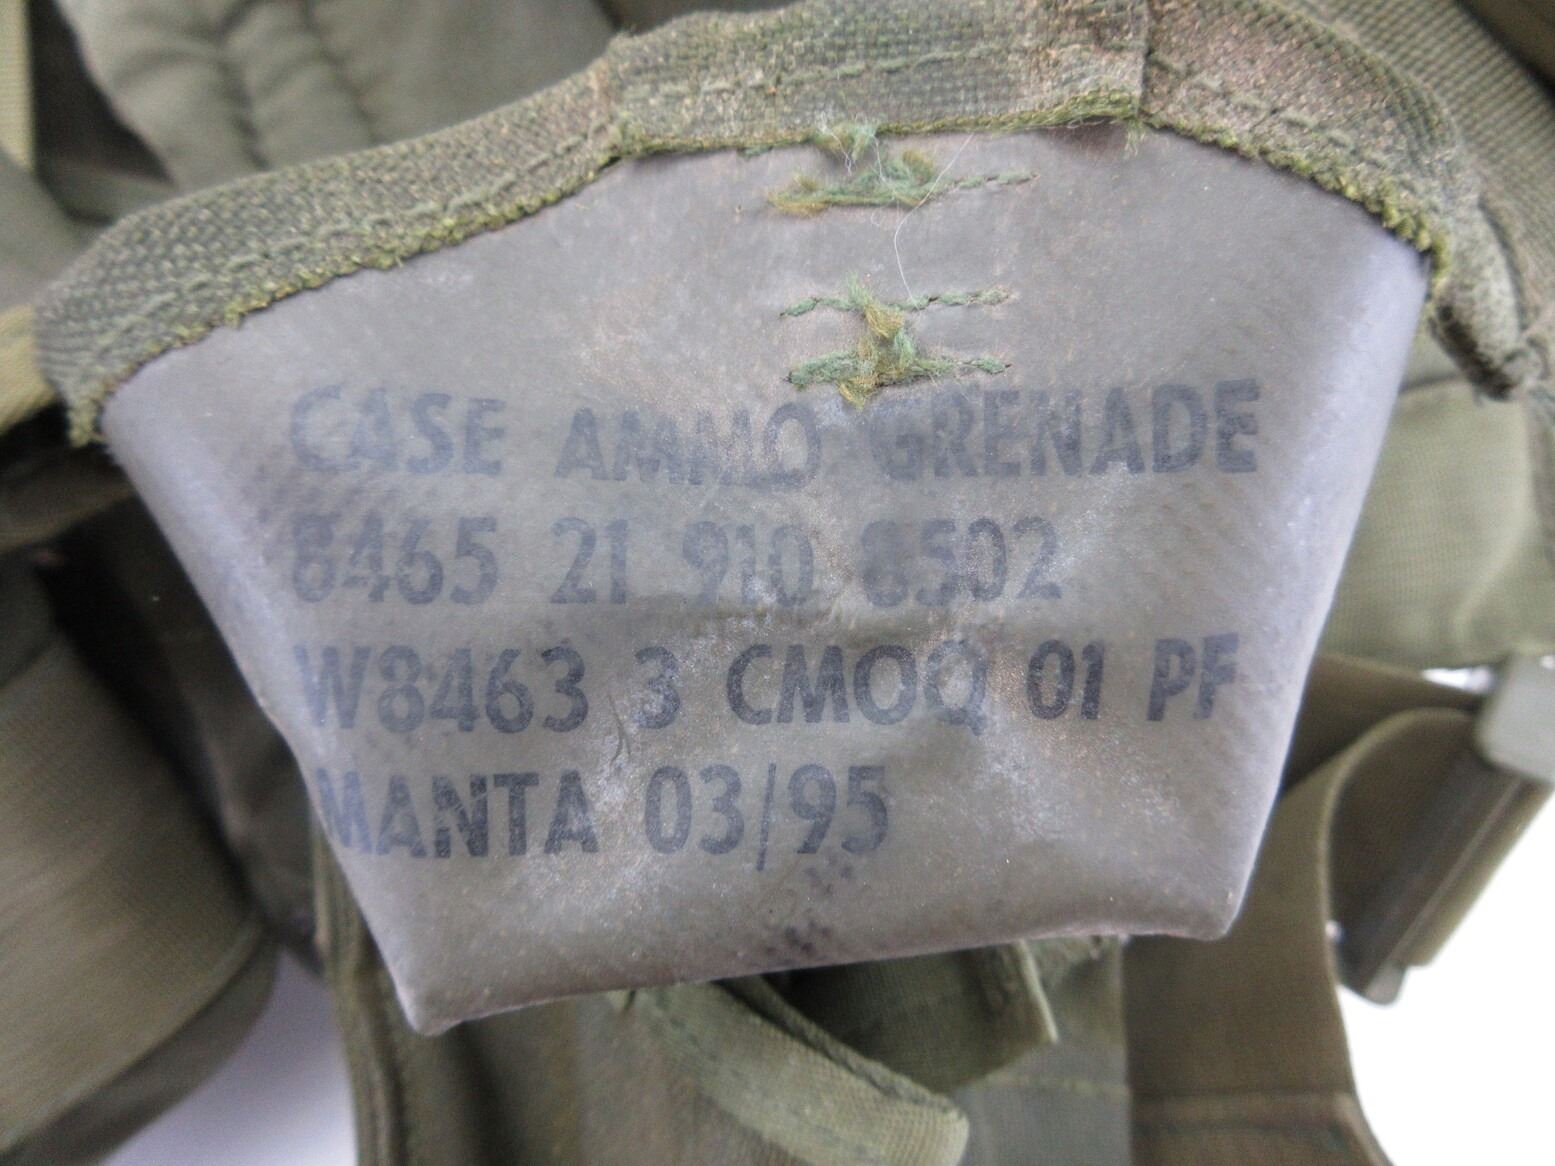 CASE AMMO GRENADE
8465 21 910 8502
W8463 3 CMOQ 01 PF
MANTA 03/95